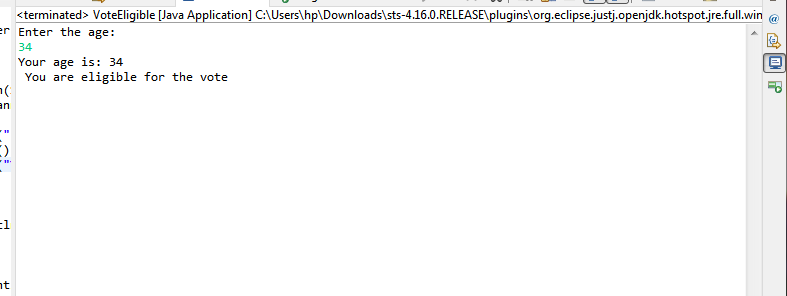 <terminated> VoteEligible [Java Application] C:\Users\hp\Downloads\sts-4.16.0.RELEASE\plugins\org.eclipse.justj.openjdk.hotspot.jre.full.win
Enter the age:
34
Your age is: 34
You are eligible for the vote